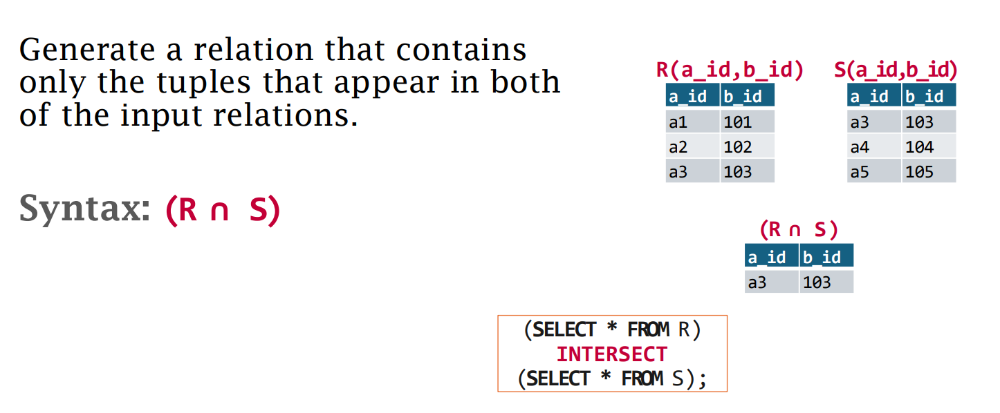 Generate a relation that contains
only the tuples that appear in both
of the input relations.
Syntax: (R ∩ S)
R(a_id,b_id)
a_id b_id
a1 101
a2 102
a3 103
S(a_id,b_id)
a_id b_id
a3 103
a4 104
a5 105
(R ∩ S)
a_id b_id
a3 103
(SELECT * FROM R)
INTERSECT
(SELECT * FROM S);